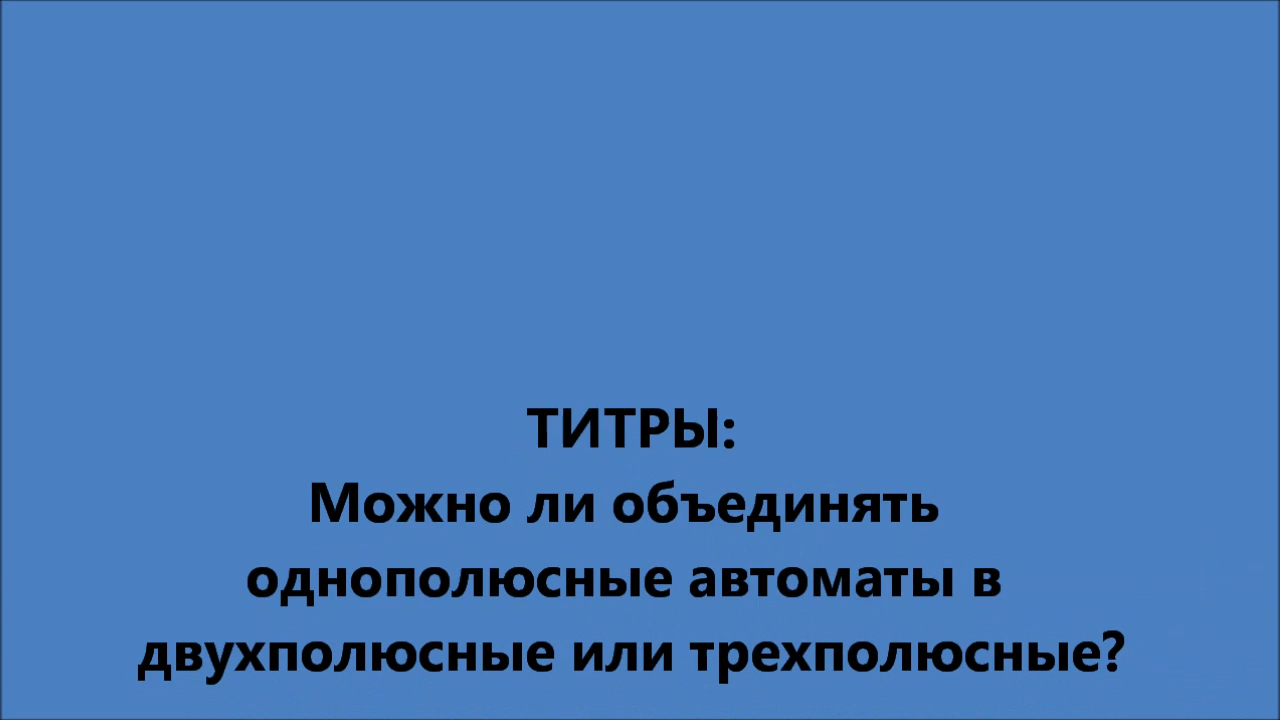 ТИТРЫ:
Можно ли объединять
однополюсные автоматы в
двухполюсные или трехполюсные?